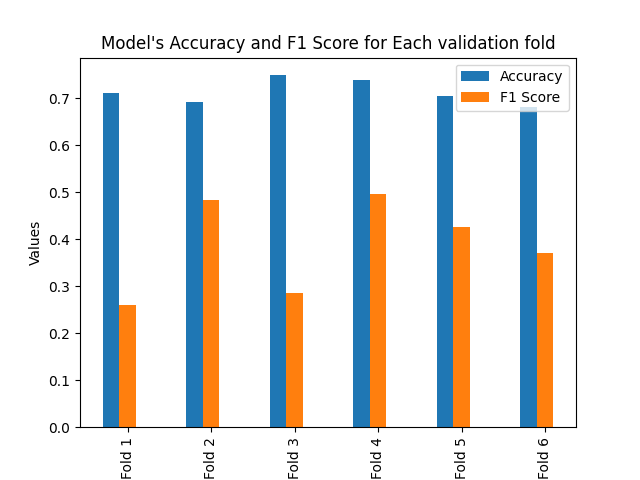 Model's Accuracy and F1 Score for Each validation fold
Accuracy
F1 Score
0.7
0.6
0.5
0.4
0.3
0.2
0.1
0.0
Values
Fold 1
Fold 2
Fold 3
Fold 4
Fold 5
Fold 6